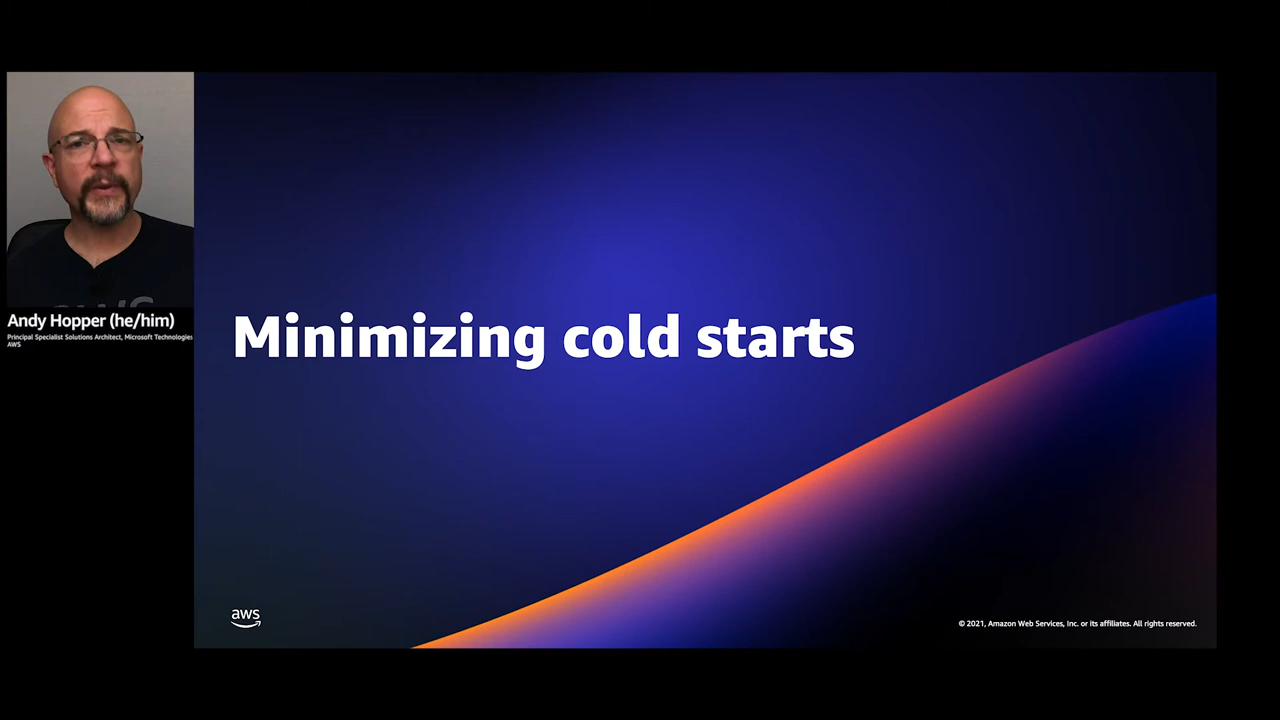 Andy Hopper (he/him)
Principal Specialist Solutions Architect, Microsoft Technologies
AWS
Minimizing cold starts
aws
© 2021, Amazon Web Services, Inc. or its affiliates. All rights reserved.